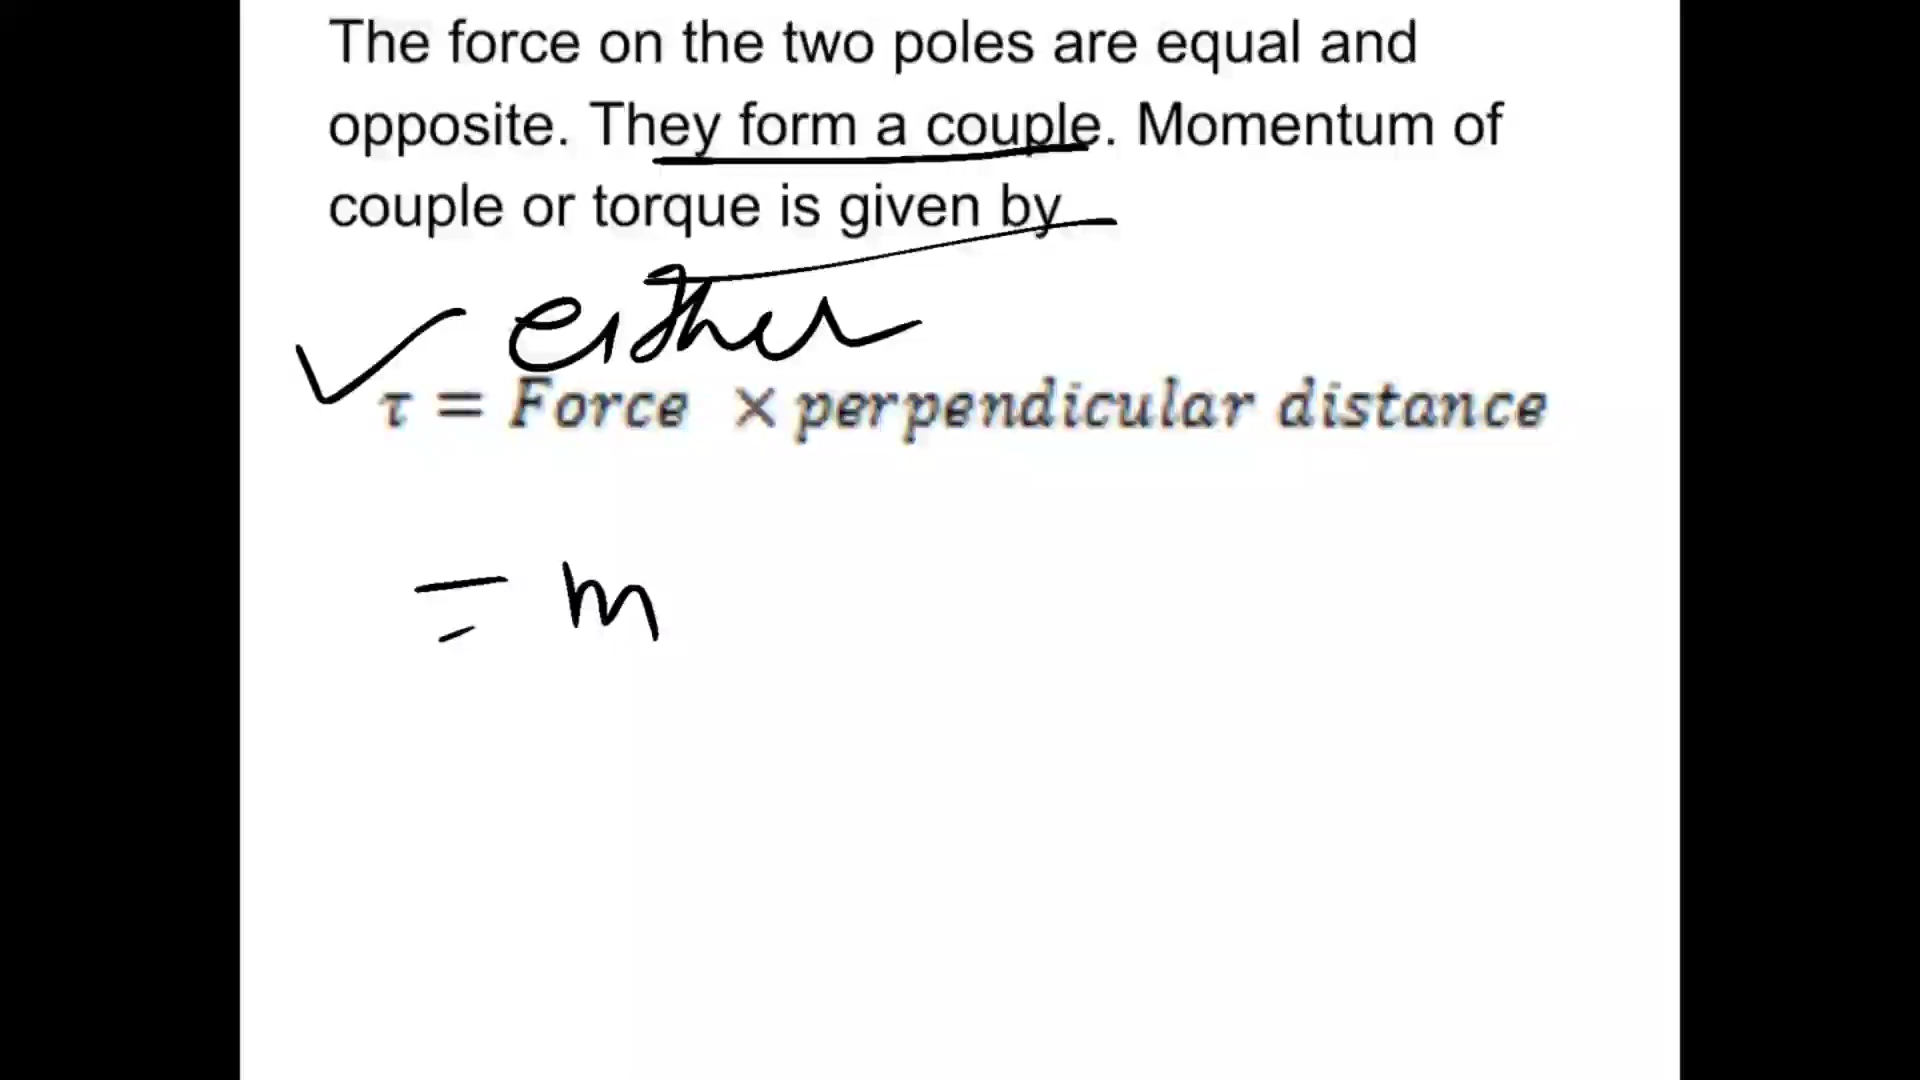 The force on the two poles are equal and
opposite. They form a couple. Momentum of
couple or torque is given by
either
τ = Force × perpendicular distance
= m